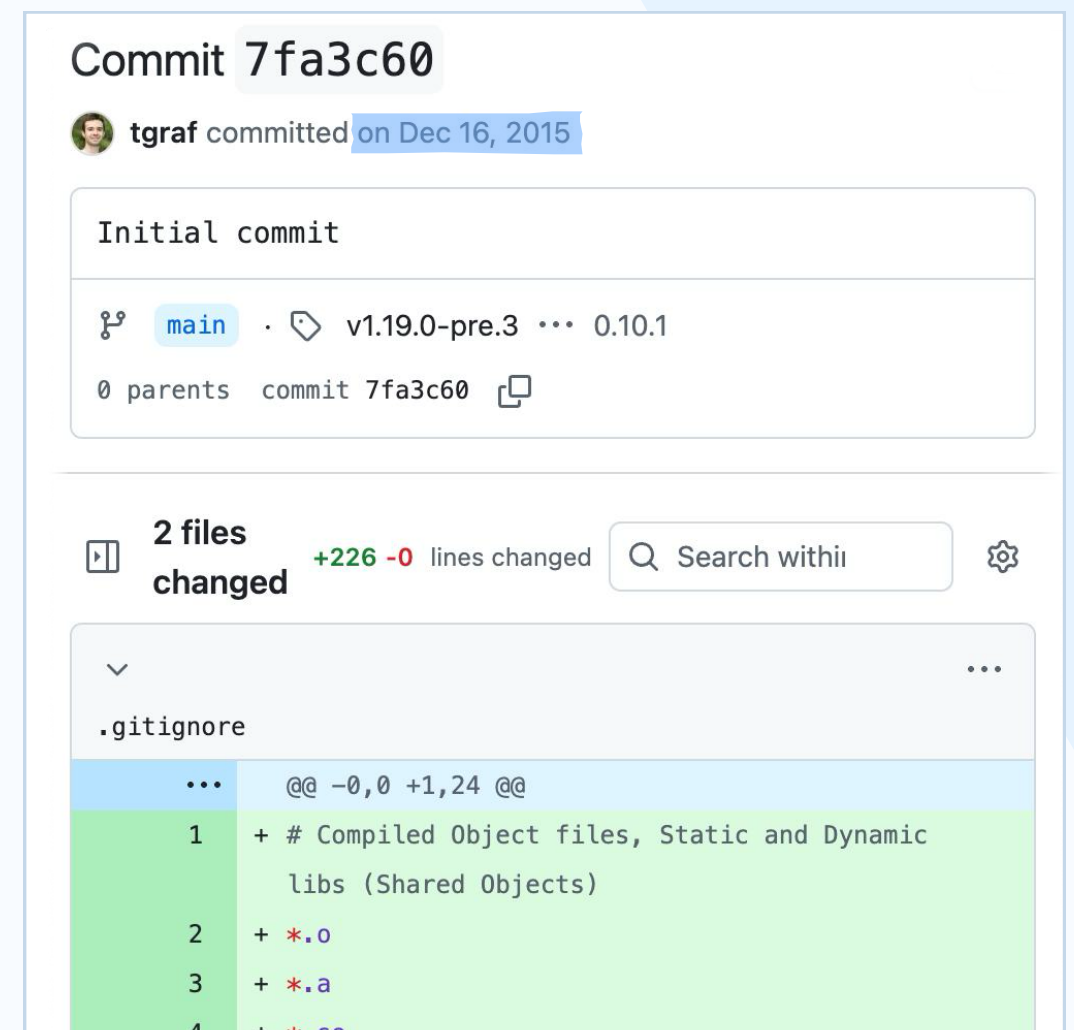 Commit 7fa3c60
tgraf committed on Dec 16, 2015
Initial commit
main · v1.19.0-pre.3 ··· 0.10.1
0 parents commit 7fa3c60
2 files
changed
+226 -0 lines changed
Search withi
.gitignore
··· @@ -0,0 +1,24 @@
1 + # Compiled Object files, Static and Dynamic
libs (Shared Objects)
2 + *.o
3 + *.a